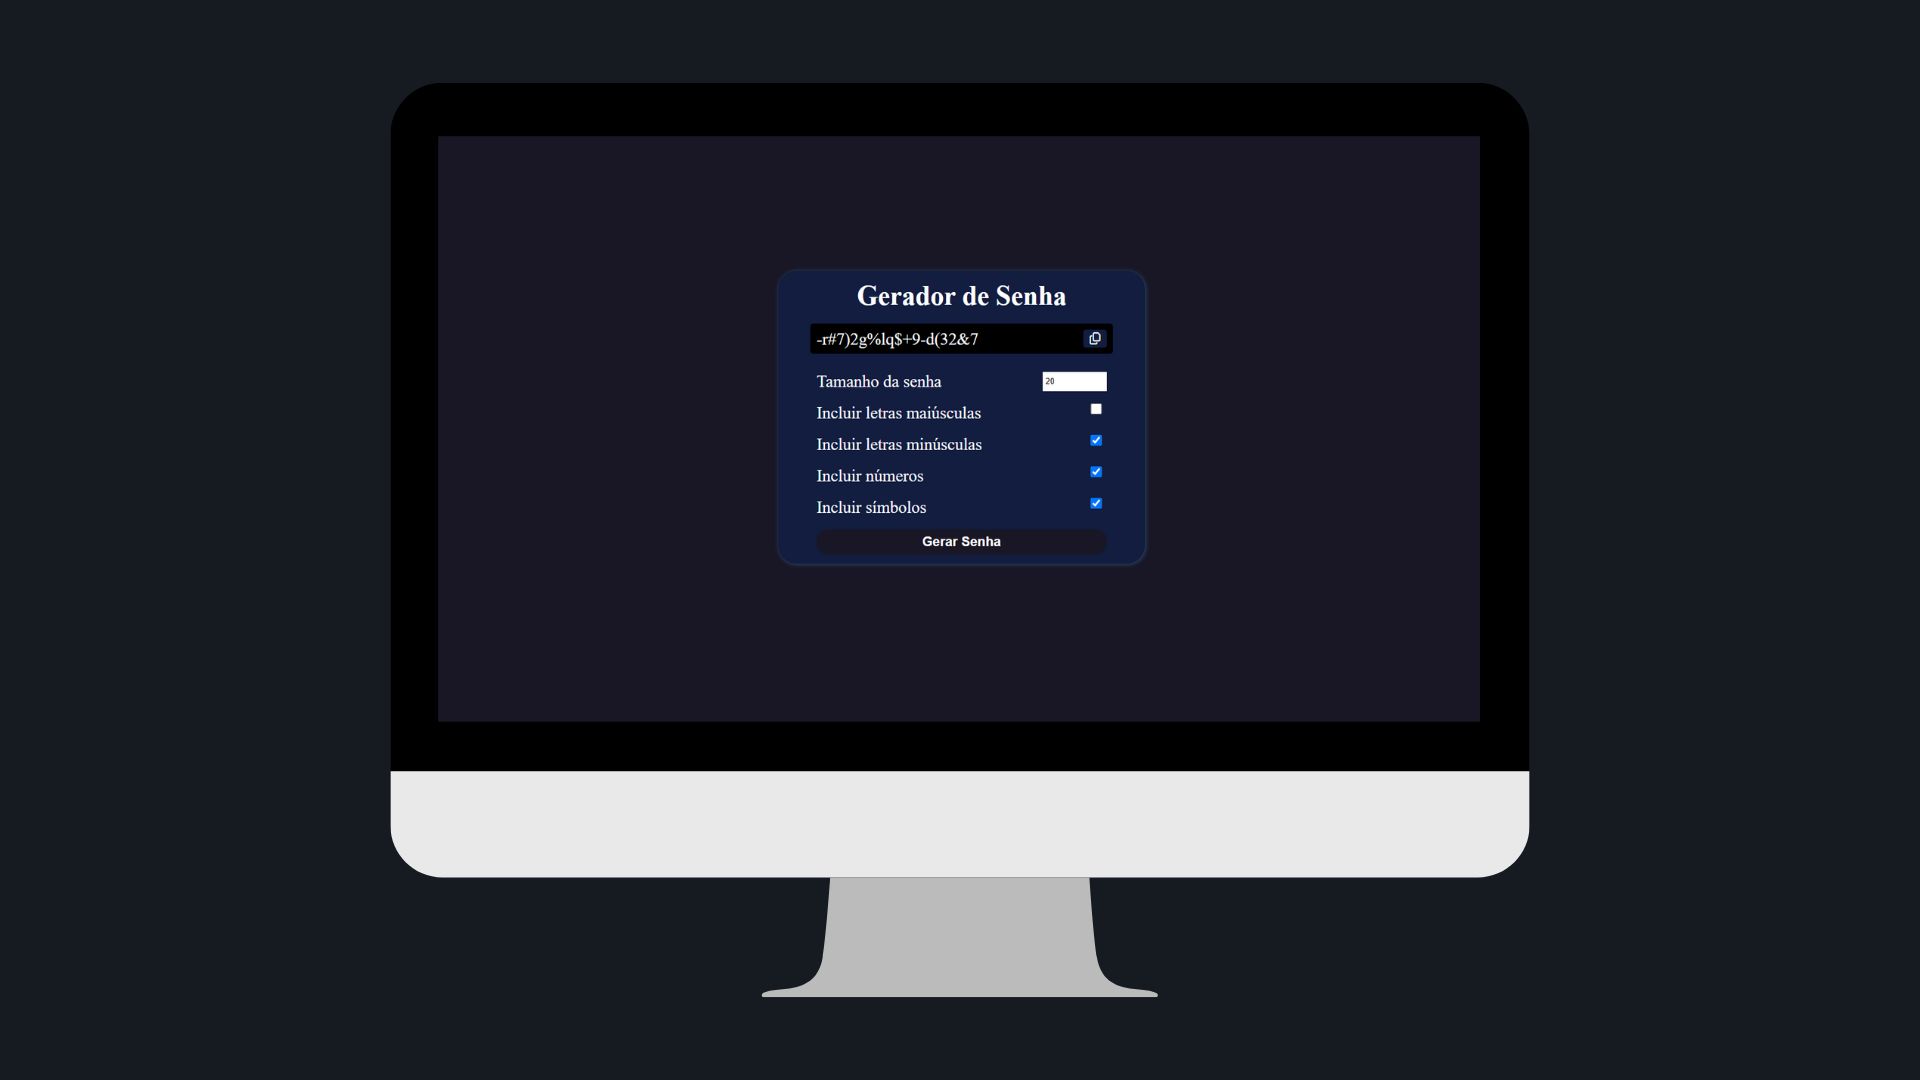 Gerador de Senha
-r#7)2g%lq$+9-d(32&7
Tamanho da senha 20
Incluir letras maiúsculas
Incluir letras minúsculas
Incluir números
Incluir símbolos
Gerar Senha